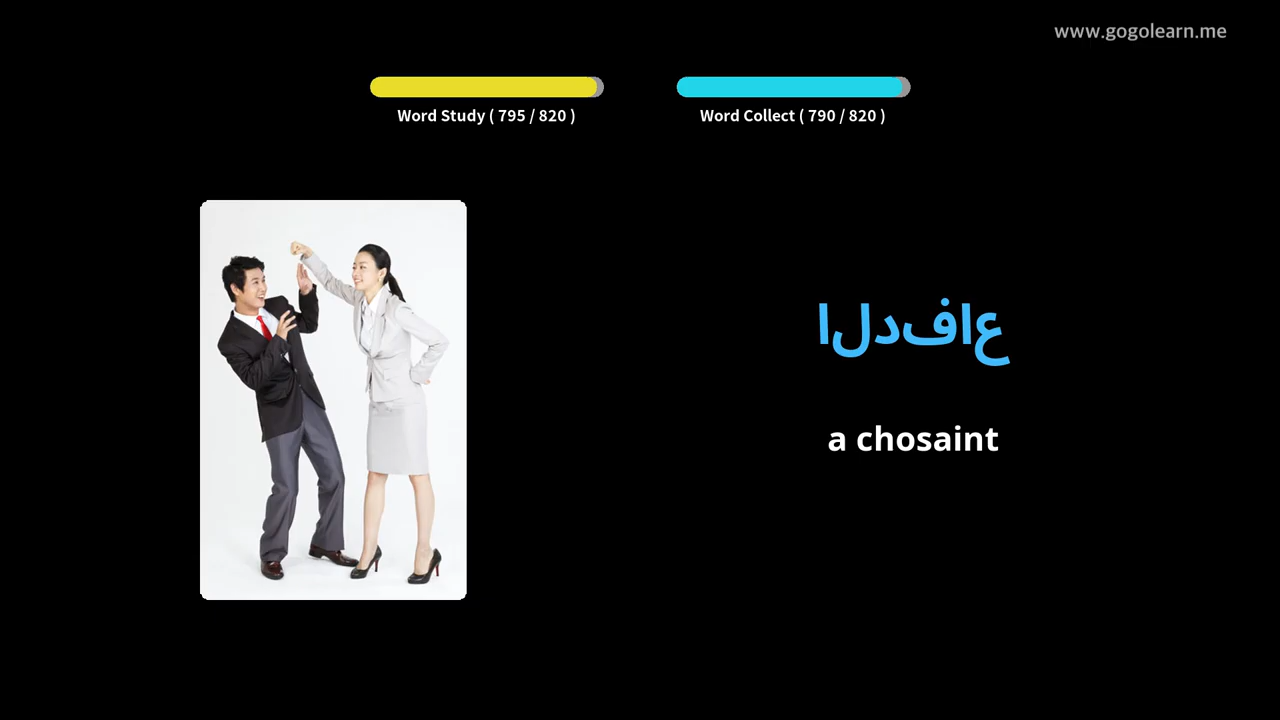 www.gogolearn.me
Word Study ( 795 / 820 )
Word Collect ( 790 / 820 )
الدفاع
a chosaint